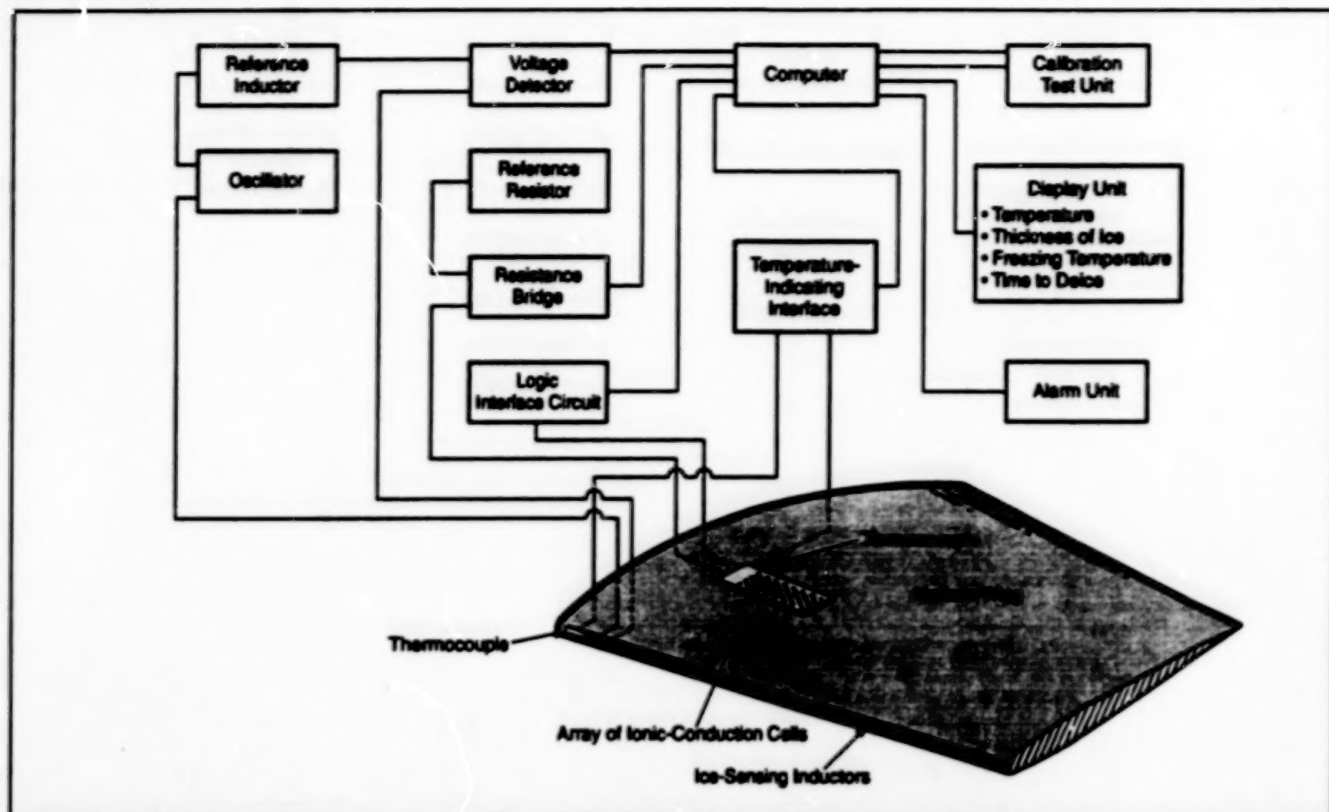 Reference
Inductor
Voltage
Detector
Computer
Calibration
Test Unit
Oscillator
Reference
Resistor
Display Unit
• Temperature
• Thickness of Ice
• Freezing Temperature
• Time to Deice
Resistance
Bridge
Temperature-
Indicating
Interface
Logic
Interface Circuit
Alarm Unit
Thermocouple
Array of Ionic-Conduction Cells
Ice-Sensing Inductors